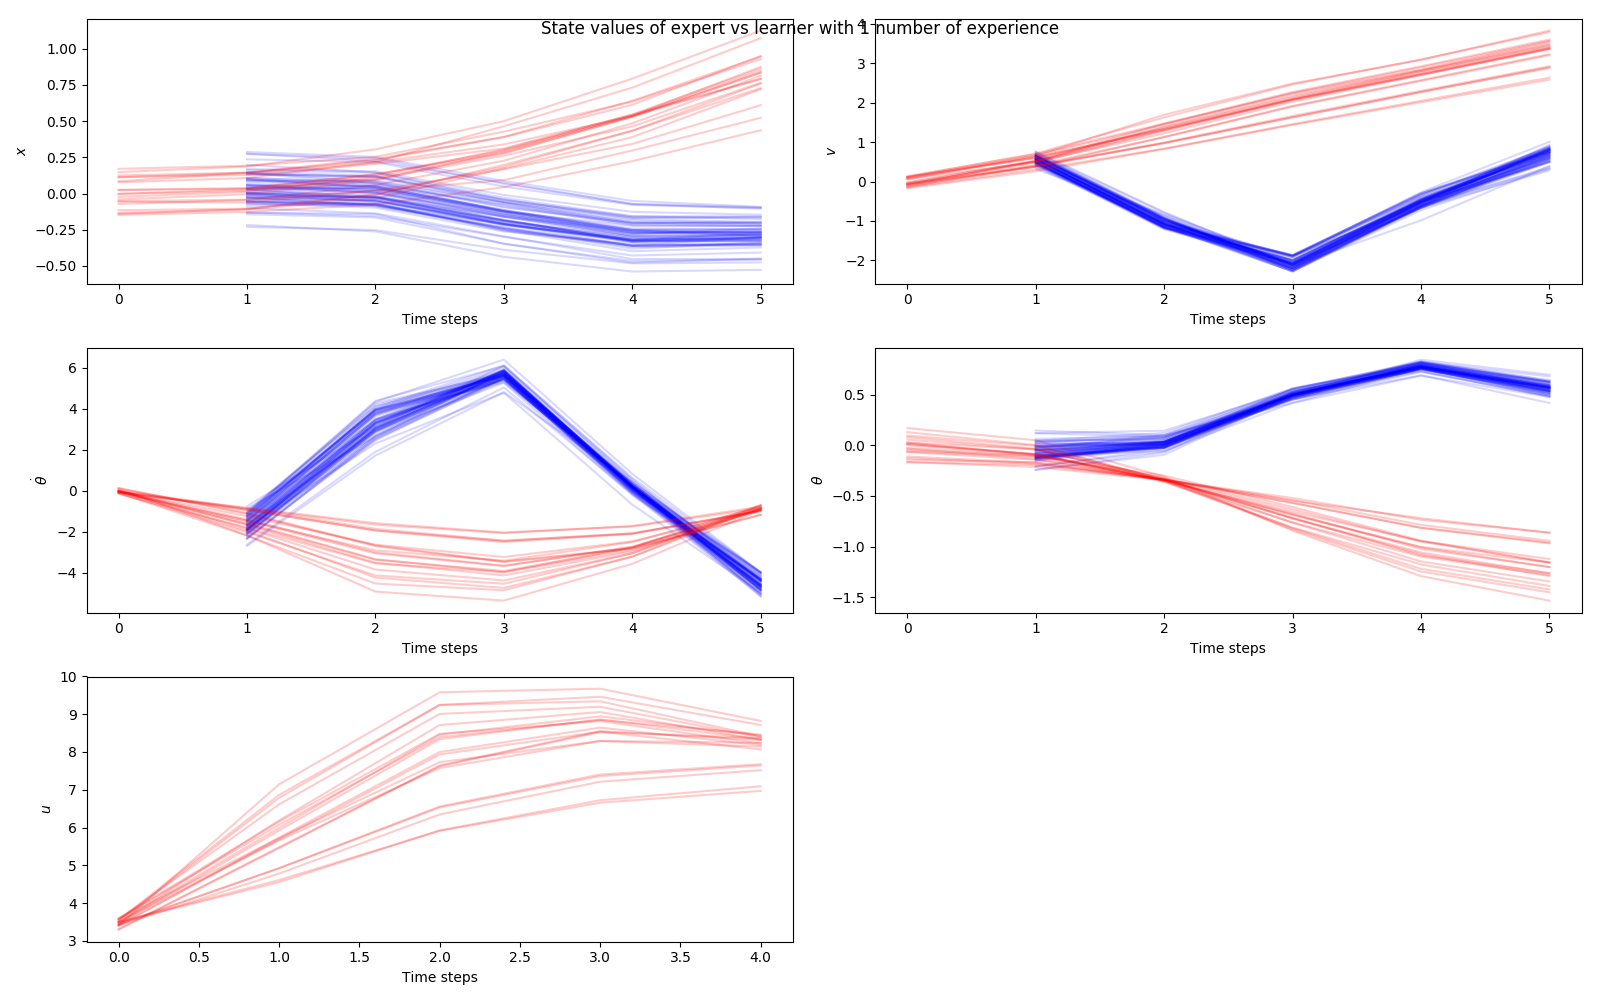 State values of expert vs learner with 1 number of experience
1.00
0.75
0.50
0.25
0.00
−0.25
−0.50
x
0 1 2 3 4 5
Time steps
4
3
2
1
0
−1
−2
v
0 1 2 3 4 5
Time steps
6
4
2
0
−2
−4
θ̇
0 1 2 3 4 5
Time steps
0.5
0.0
−0.5
−1.0
−1.5
θ
0 1 2 3 4 5
Time steps
10
9
8
7
6
5
4
3
u
0.0 0.5 1.0 1.5 2.0 2.5 3.0 3.5 4.0
Time steps